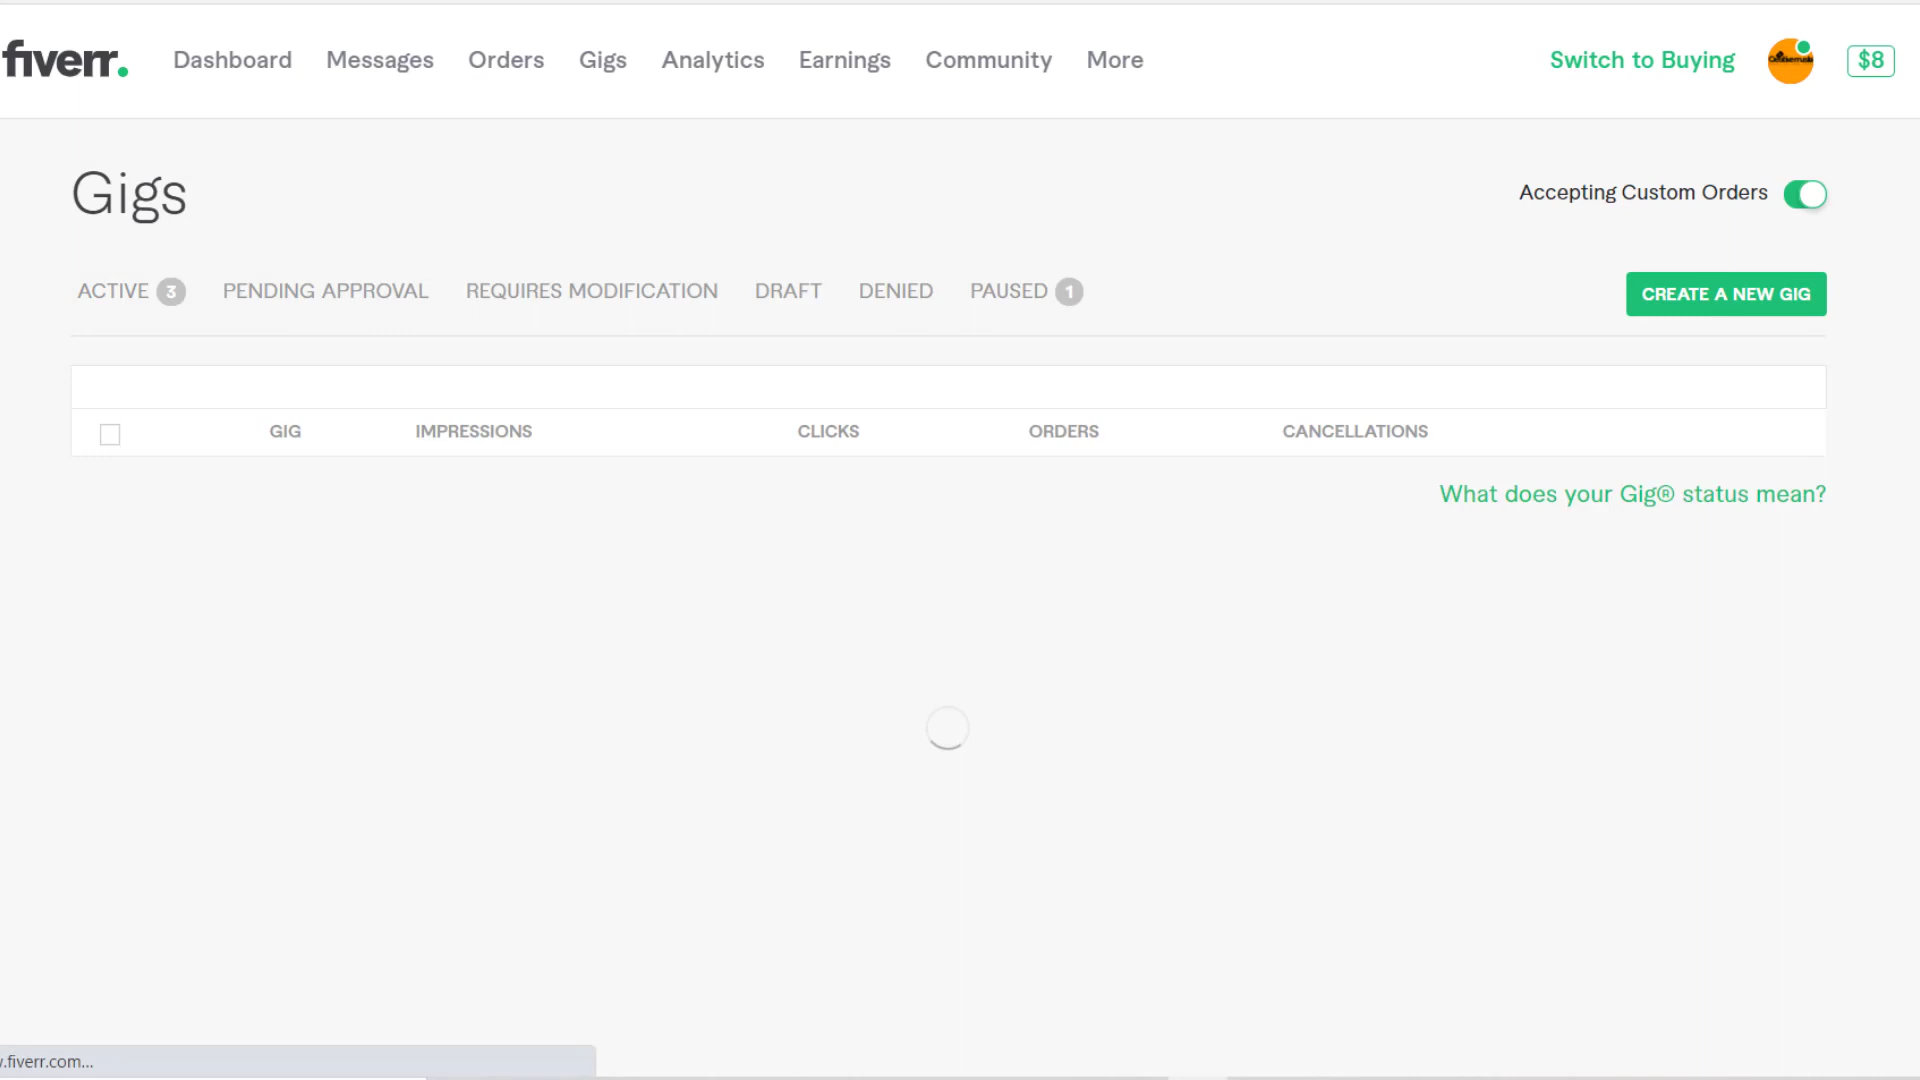 fiverr. Dashboard Messages Orders Gigs Analytics Earnings Community More Switch to Buying $8
Gigs Accepting Custom Orders
ACTIVE 3 PENDING APPROVAL REQUIRES MODIFICATION DRAFT DENIED PAUSED 1 CREATE A NEW GIG
GIG IMPRESSIONS CLICKS ORDERS CANCELLATIONS
What does your Gig® status mean?
.fiverr.com...